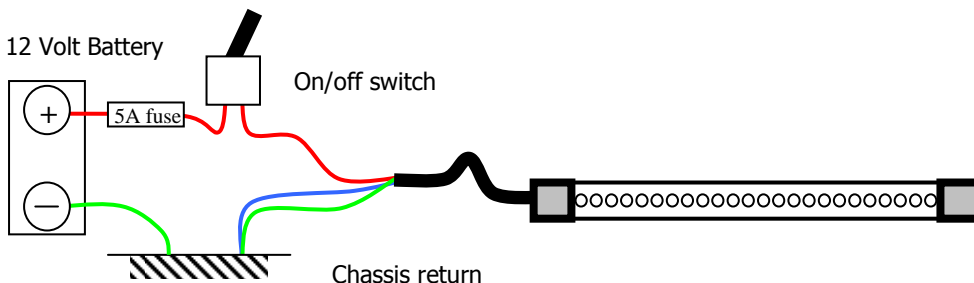 12 Volt Battery
On/off switch
+
5A fuse
−
Chassis return